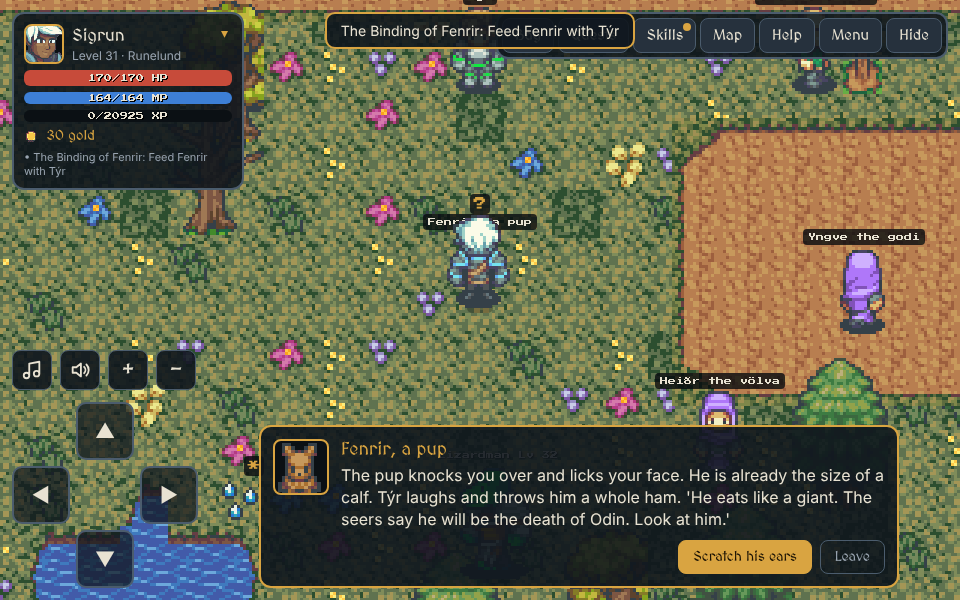 Sigrun
Level 31 · Runelund
170/170 HP
164/164 MP
0/20925 XP
30 gold
• The Binding of Fenrir: Feed Fenrir
with Týr
The Binding of Fenrir: Feed Fenrir with Týr
Skills
Map
Help
Menu
Hide
?
a pup
Yngve the godi
Heiðr the völva
+
−
Fenrir, a pup
The pup knocks you over and licks your face. He is already the size of a
calf. Týr laughs and throws him a whole ham. 'He eats like a giant. The
seers say he will be the death of Odin. Look at him.'
Scratch his ears
Leave